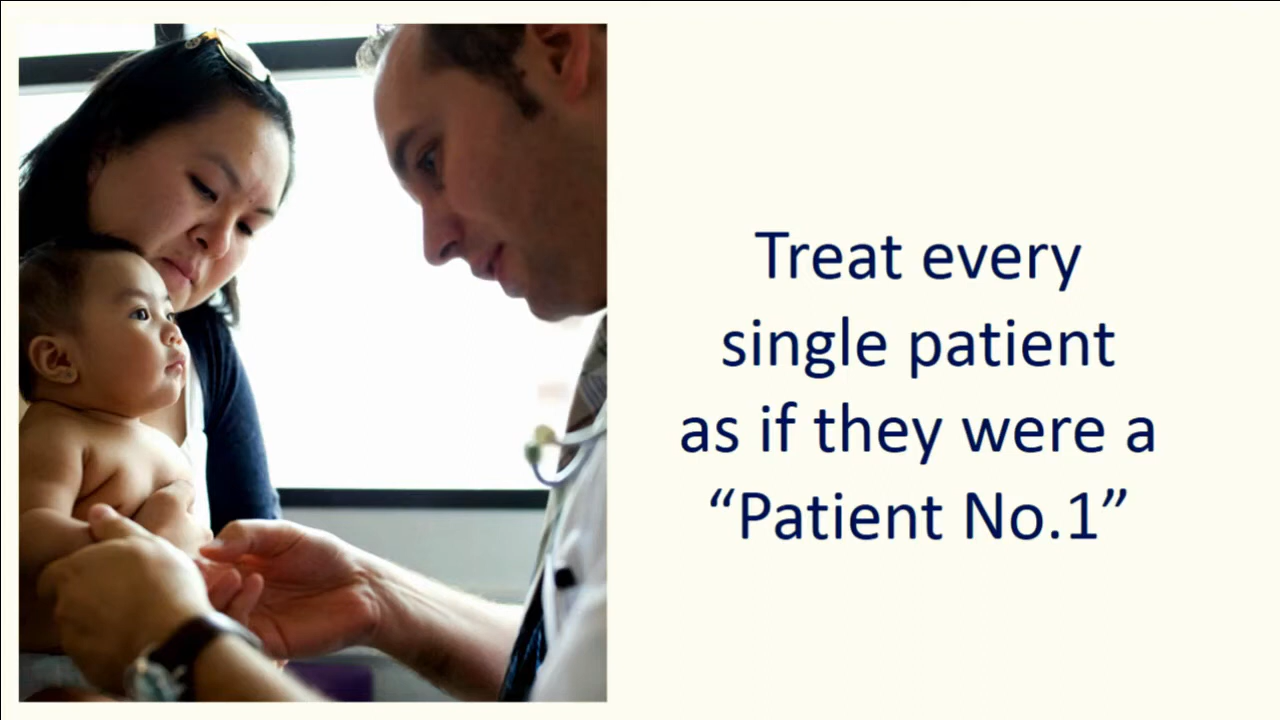 Treat every
single patient
as if they were a
“Patient No.1”